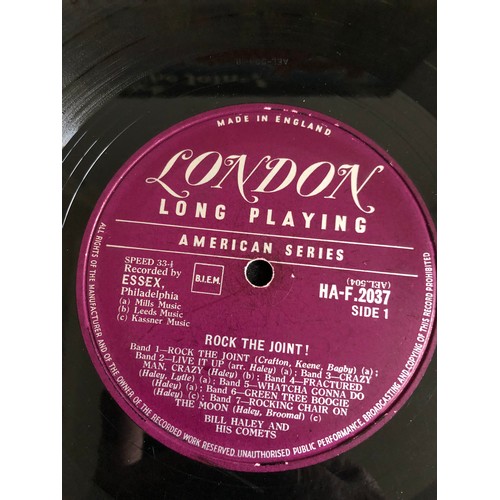 MADE IN ENGLAND
LONDON
LONG PLAYING
AMERICAN SERIES
SPEED 33⅓
Recorded by
ESSEX,
Philadelphia
(a) Mills Music
(b) Leeds Music
(c) Kassner Music
B.I.E.M.
(AEL.504)
HA-F.2037
SIDE 1
ROCK THE JOINT!
Band 1—ROCK THE JOINT (Crafton, Keene, Bagby) (a);
Band 2—LIVE IT UP (arr. Haley) (a); Band 3—CRAZY
MAN, CRAZY (Haley) (b); Band 4—FRACTURED
(Haley, Lytle) (a); Band 5—WHATCHA GONNA DO
(Haley) (a); Band 6—GREEN TREE BOOGIE
(Haley) (a); Band 7—ROCKING CHAIR ON
THE MOON (Haley, Broomal) (c)
BILL HALEY AND
HIS COMETS
ALL RIGHTS OF THE MANUFACTURER AND OF THE OWNER OF THE RECORDED WORK RESERVED. UNAUTHORISED PUBLIC PERFORMANCE, BROADCASTING AND COPYING OF THIS RECORD PROHIBITED